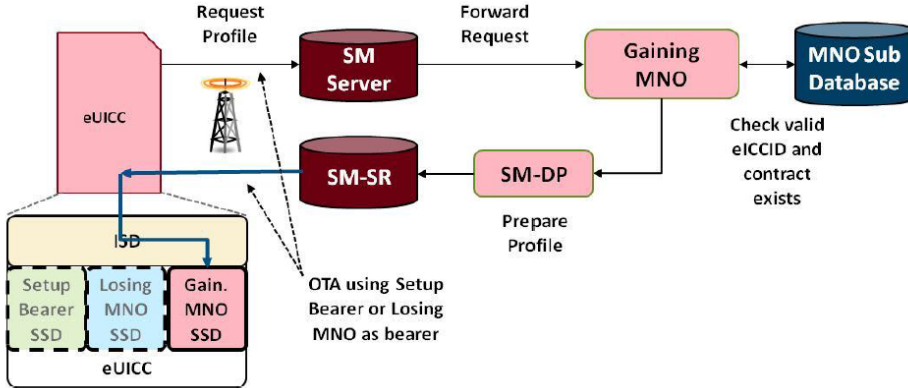 Request
Profile
Forward
Request
eUICC
SM
Server
Gaining
MNO
MNO Sub
Database
Check valid
eICCID and
contract
exists
SM-SR
SM-DP
Prepare
Profile
ISD
Setup
Bearer
SSD
Losing
MNO
SSD
Gain.
MNO
SSD
eUICC
OTA using Setup
Bearer or Losing
MNO as bearer